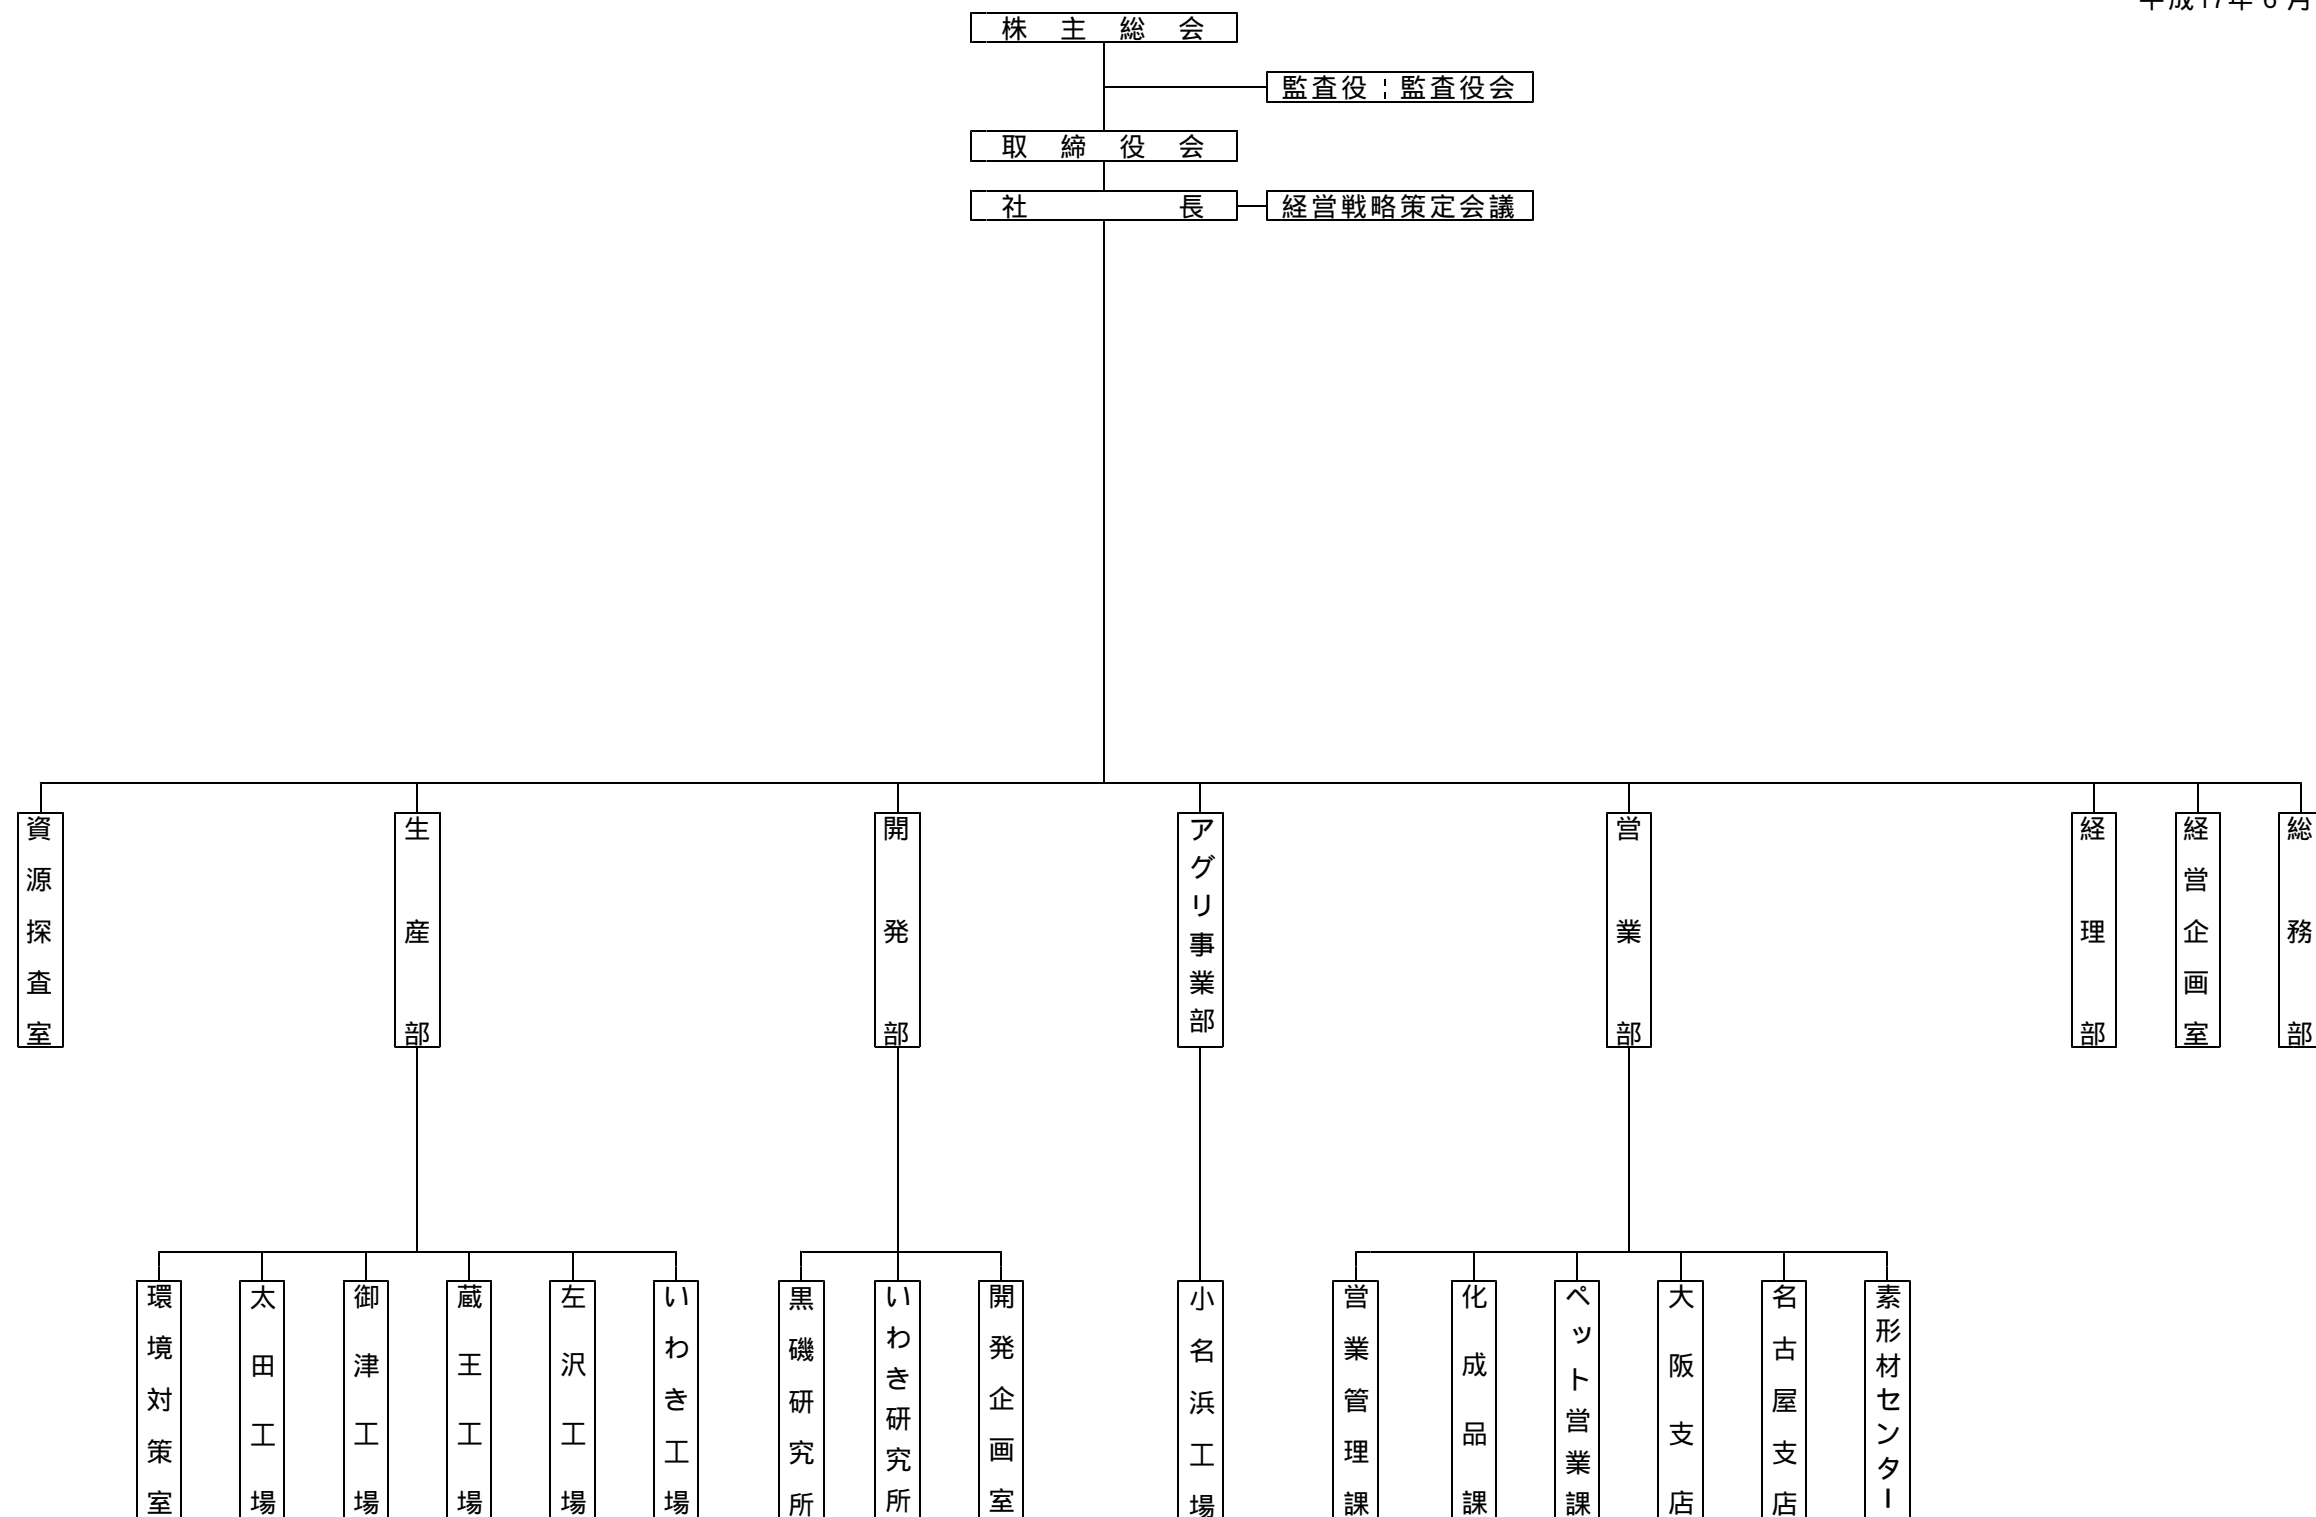 平成17年6月
株主総会
監査役 監査役会
取締役会
社長
経営戦略策定会議
資源探査室
生産部
開発部
アグリ事業部
営業部
経理部
経営企画室
総務部
環境対策室
太田工場
御津工場
蔵王工場
左沢工場
いわき工場
黒磯研究所
いわき研究所
開発企画室
小名浜工場
営業管理課
化成品課
ペット営業課
大阪支店
名古屋支店
素形材センター